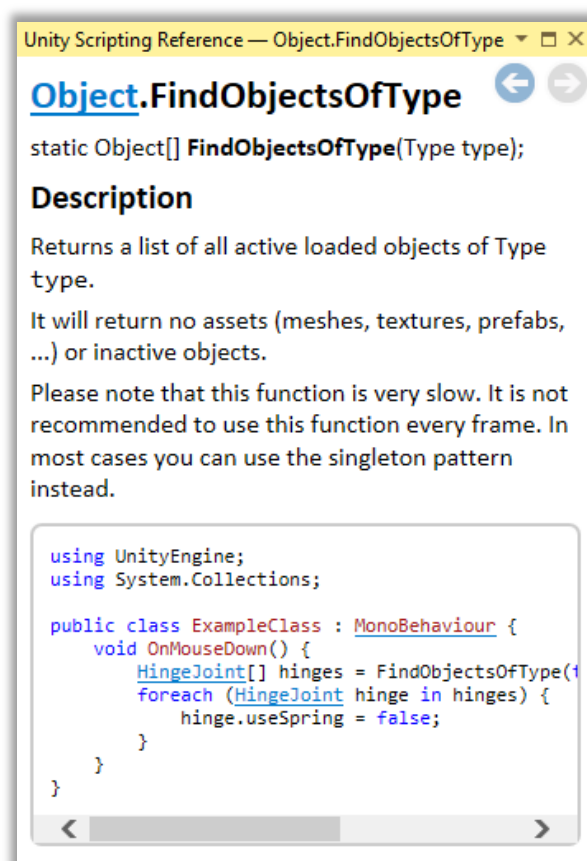 Unity Scripting Reference — Object.FindObjectsOfType
Object.FindObjectsOfType
static Object[] FindObjectsOfType(Type type);
Description
Returns a list of all active loaded objects of Type
type.
It will return no assets (meshes, textures, prefabs,
...) or inactive objects.
Please note that this function is very slow. It is not
recommended to use this function every frame. In
most cases you can use the singleton pattern
instead.
using UnityEngine;
using System.Collections;
public class ExampleClass : MonoBehaviour {
    void OnMouseDown() {
        HingeJoint[] hinges = FindObjectsOfType(
        foreach (HingeJoint hinge in hinges) {
            hinge.useSpring = false;
        }
    }
}